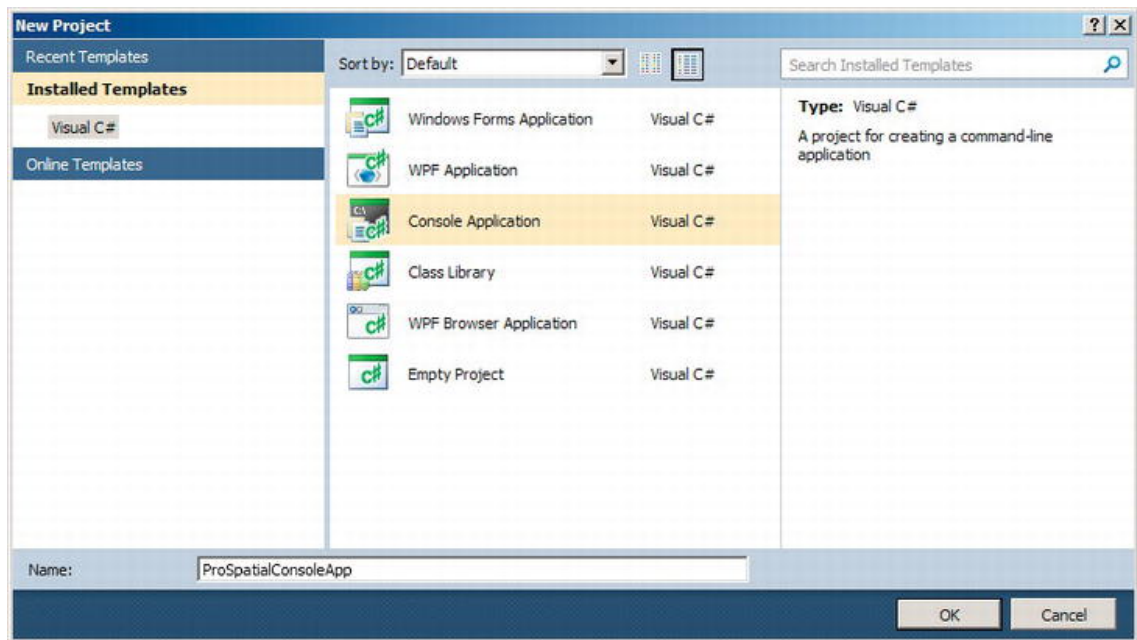 New Project
Recent Templates
Installed Templates
Visual C#
Online Templates
Sort by: Default
Search Installed Templates
Windows Forms Application Visual C#
WPF Application Visual C#
Console Application Visual C#
Class Library Visual C#
WPF Browser Application Visual C#
Empty Project Visual C#
Type: Visual C#
A project for creating a command-line
application
Name: ProSpatialConsoleApp
OK Cancel